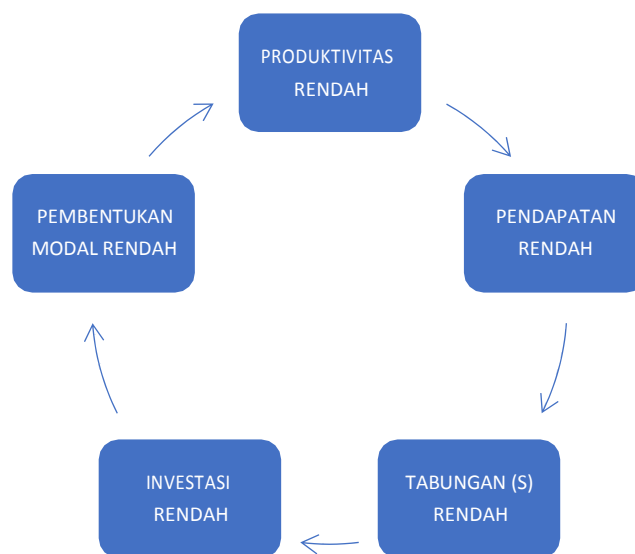 PRODUKTIVITAS
RENDAH
PENDAPATAN
RENDAH
TABUNGAN (S)
RENDAH
INVESTASI
RENDAH
PEMBENTUKAN
MODAL RENDAH